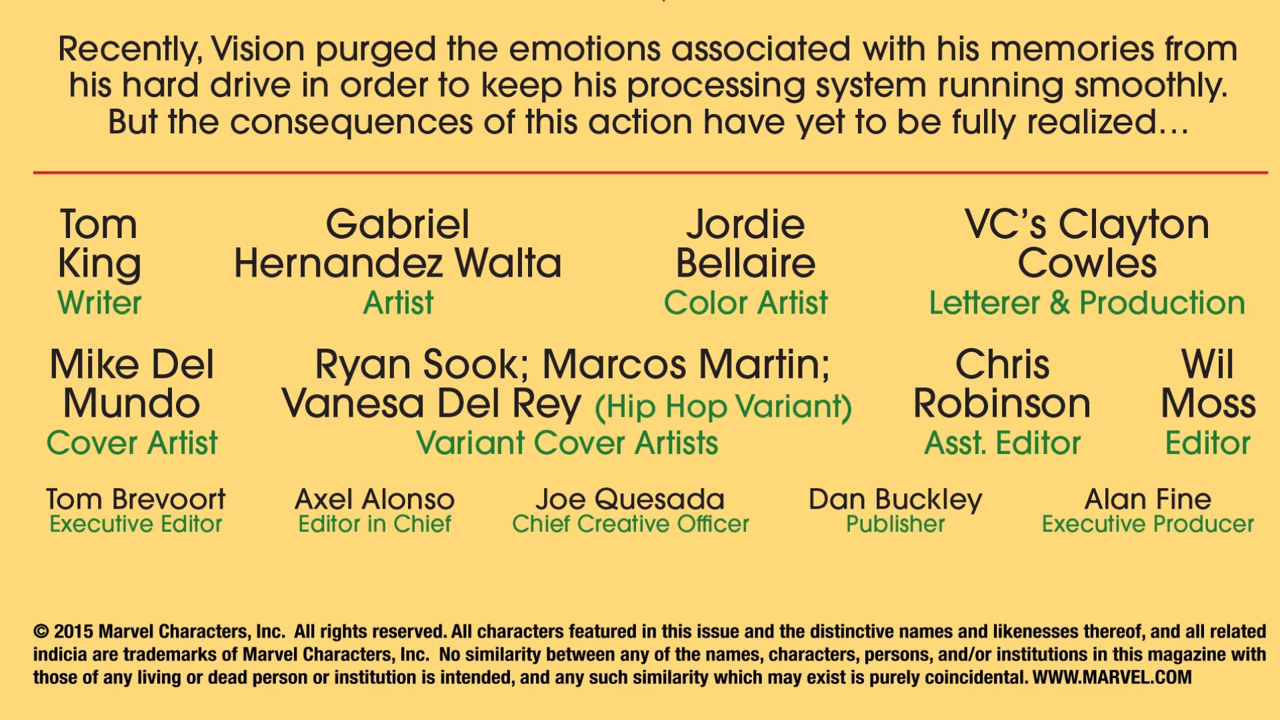 Recently, Vision purged the emotions associated with his memories from
his hard drive in order to keep his processing system running smoothly.
But the consequences of this action have yet to be fully realized…
Tom
King
Writer
Gabriel
Hernandez Walta
Artist
Jordie
Bellaire
Color Artist
VC’s Clayton
Cowles
Letterer & Production
Mike Del
Mundo
Cover Artist
Ryan Sook; Marcos Martin;
Vanesa Del Rey (Hip Hop Variant)
Variant Cover Artists
Chris
Robinson
Asst. Editor
Wil
Moss
Editor
Tom Brevoort
Executive Editor
Axel Alonso
Editor in Chief
Joe Quesada
Chief Creative Officer
Dan Buckley
Publisher
Alan Fine
Executive Producer
© 2015 Marvel Characters, Inc.  All rights reserved. All characters featured in this issue and the distinctive names and likenesses thereof, and all related
indicia are trademarks of Marvel Characters, Inc.  No similarity between any of the names, characters, persons, and/or institutions in this magazine with
those of any living or dead person or institution is intended, and any such similarity which may exist is purely coincidental. WWW.MARVEL.COM